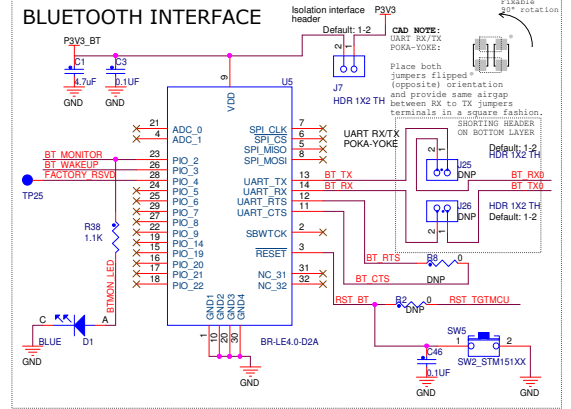 BLUETOOTH INTERFACE
Isolation interface
header
P3V3
Default: 1-2
2
1
J7
HDR 1X2 TH
CAD NOTE:
UART RX/TX
POKA-YOKE:
Place both
jumpers flipped
(opposite) orientation
and provide same airgap
between RX to TX jumpers
terminals in a square fashion.
Fixable
90° rotation
SHORTING HEADER
ON BOTTOM LAYER
P3V3_BT
C1
4.7uF
GND
C3
0.1UF
GND
9
VDD
U5
21 ADC_0
4 ADC_1
BT_MONITOR 23 PIO_2
BT_WAKEUP 26 PIO_3
FACTORY_RSVD 28 PIO_4
TP25
24 PIO_5
25 PIO_6
29 PIO_7
27 PIO_8
22 PIO_9
19 PIO_14
15 PIO_19
16 PIO_20
17 PIO_21
18 PIO_22
SPI_CLK 7
SPI_CS 6
SPI_MISO 5
SPI_MOSI 8
UART_TX 13 BT_TX
UART_RX 14 BT_RX
UART_RTS 12
UART_CTS 11
SBWTCK 2
RESET 3
NC_31 31
NC_32 32
GND1
GND2
GND3
GND4
1
10
20
30
BR-LE4.0-D2A
GND
UART RX/TX
POKA-YOKE
Default: 1-2
HDR 1X2 TH
J25
DNP
2
1
BT_RX0
BT_TX0
J26
DNP
2
1
HDR 1X2 TH
Default: 1-2
BT_RTS R8 0
BT_CTS DNP
RST_BT R2 0 RST_TGTMCU
DNP
R38
1.1K
BTMON_LED
C A
BLUE D1
GND
C46
0.1UF
GND
SW5
1 2
SW2_STM151XX
GND